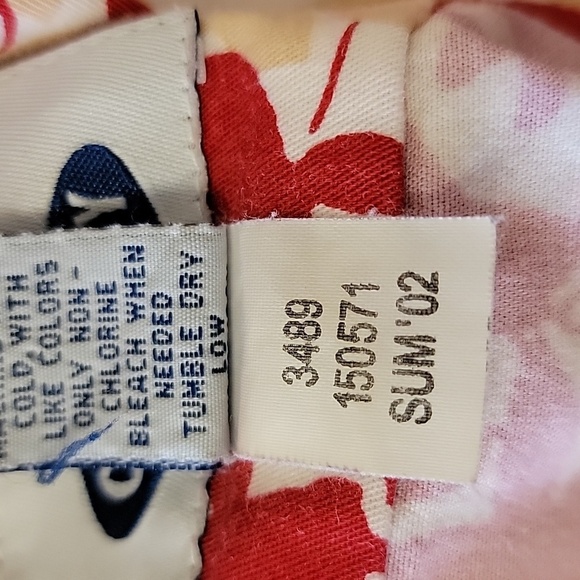 COLD WITH
LIKE COLORS
ONLY NON-
CHLORINE
BLEACH WHEN
NEEDED
TUMBLE DRY
LOW
3489
150571
SUM'02